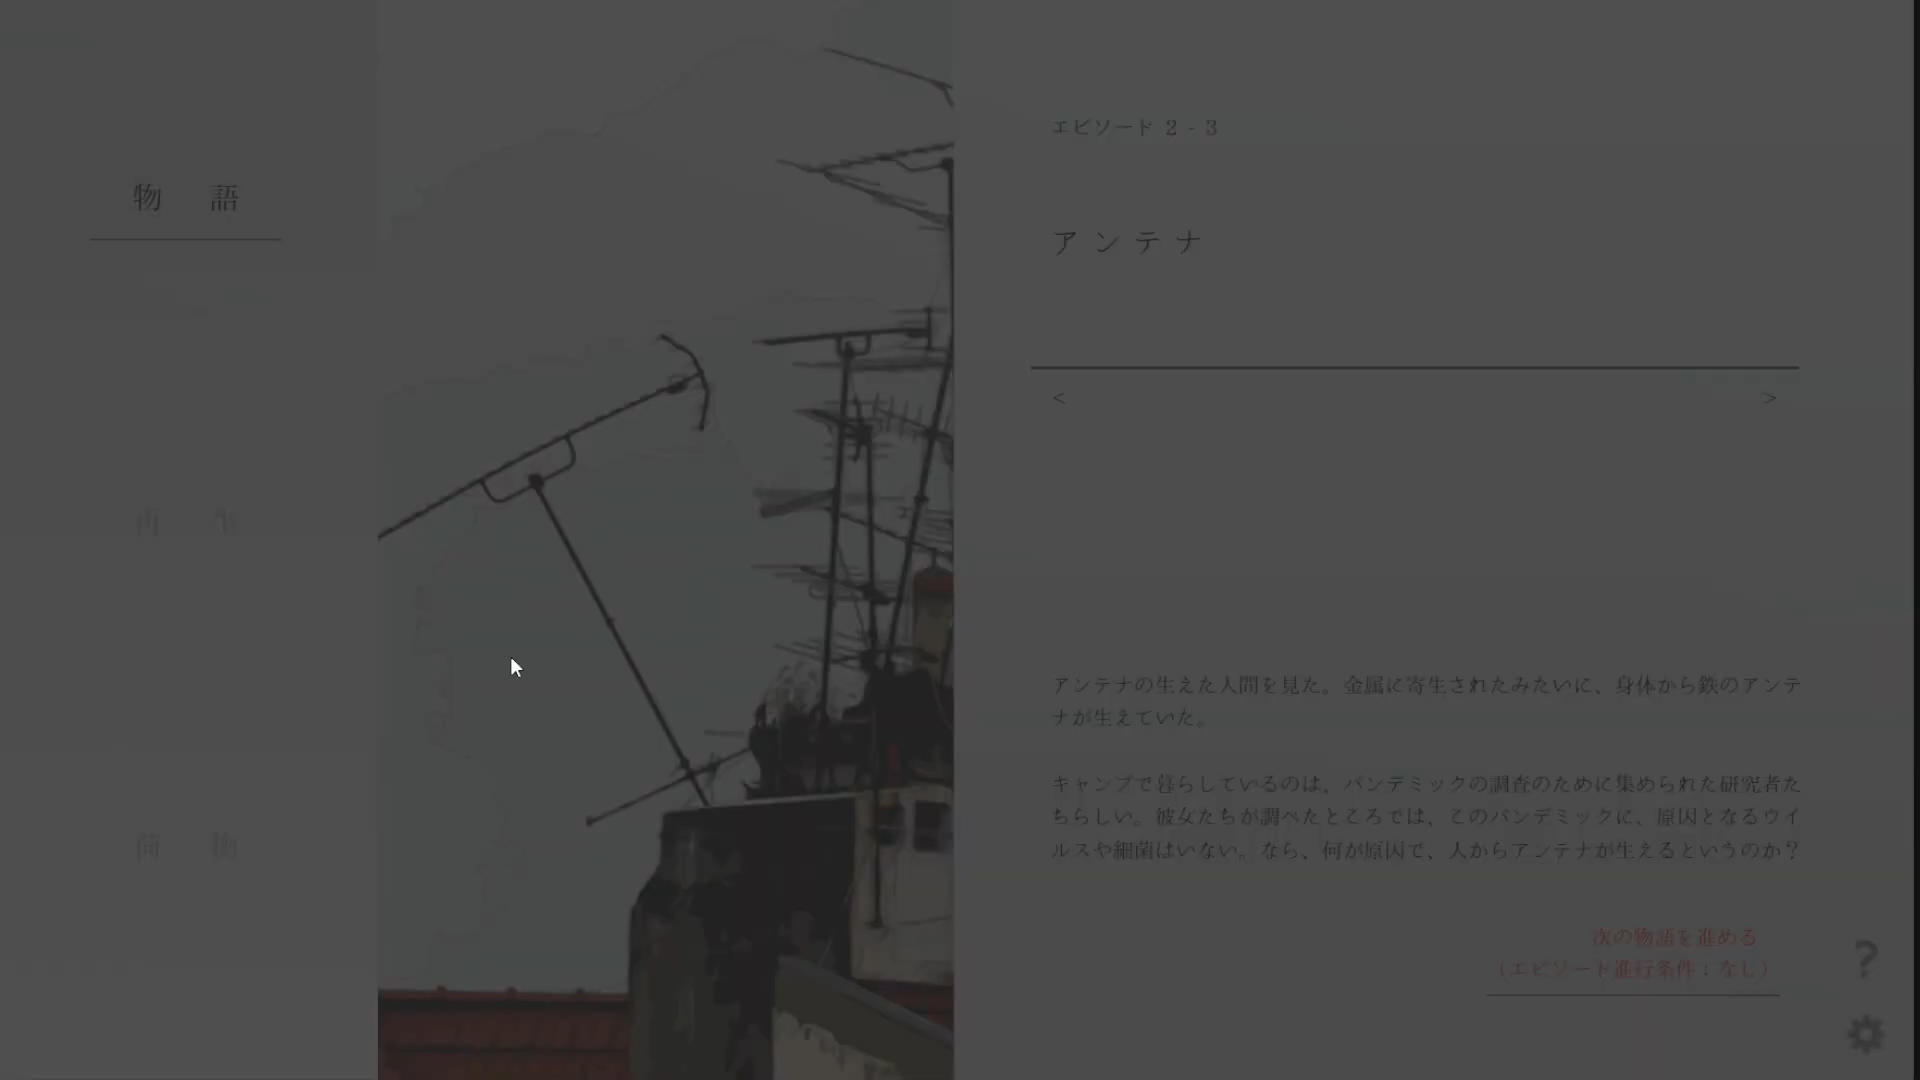 物語
再生
荷物
エピソード 2 - 3
アンテナ
<
>
アンテナの生えた人間を見た。金属に寄生されたみたいに、身体から鉄のアンテ
ナが生えていた。
キャンプで暮らしているのは、パンデミックの調査のために集められた研究者た
ちらしい。彼女たちが調べたところでは、このパンデミックに、原因となるウイ
ルスや細菌はいない。なら、何が原因で、人からアンテナが生えるというのか？
次の物語を進める
（エピソード進行条件：なし）
?